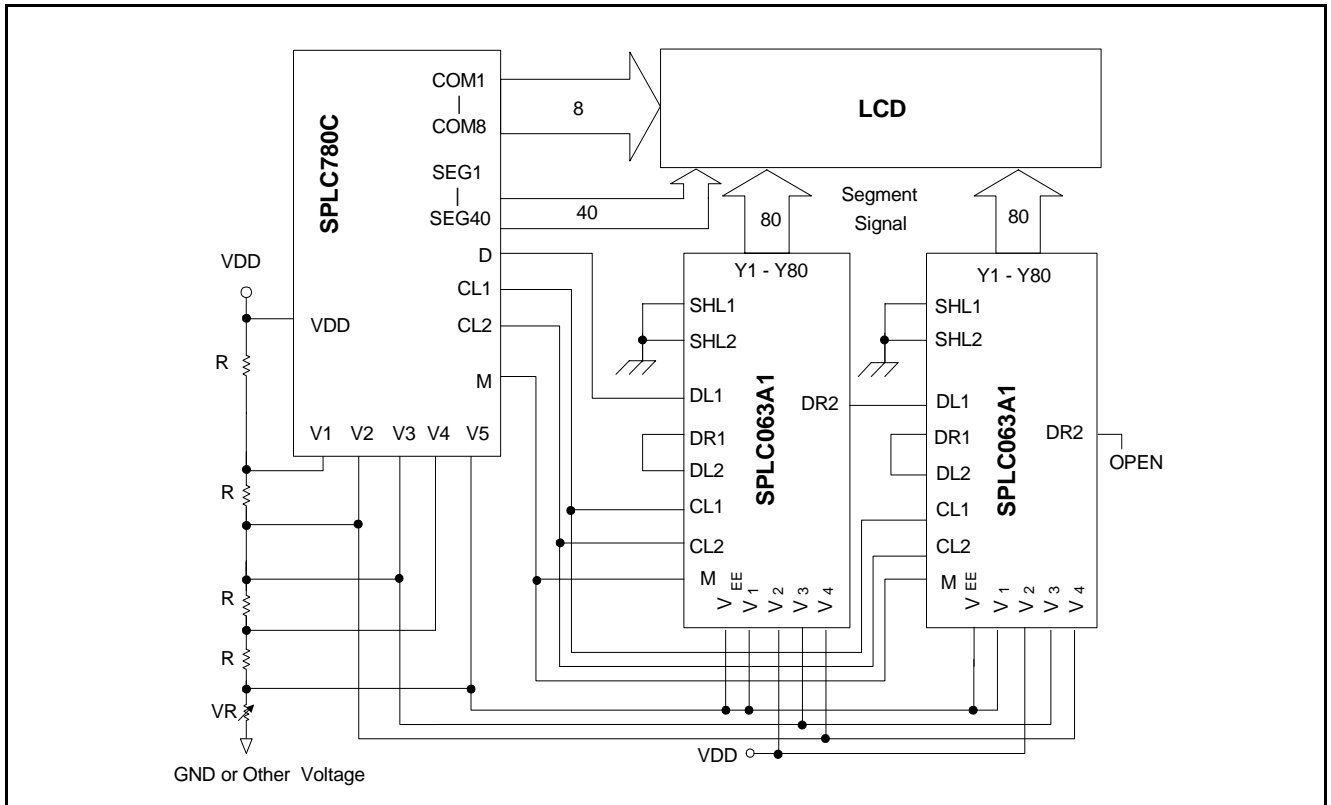 SPLC780C
COM1
COM8
SEG1
SEG40
D
CL1
CL2
M
VDD
V1 V2 V3 V4 V5
8
40
LCD
80
Segment
Signal
80
VDD
R
R
R
R
VR
GND or Other Voltage
Y1 - Y80
SHL1
SHL2
DL1
DR1
DL2
CL1
CL2
M
DR2
SPLC063A1
VEE V1 V2 V3 V4
Y1 - Y80
SHL1
SHL2
DL1
DR1
DL2
CL1
CL2
M
DR2
OPEN
SPLC063A1
VEE V1 V2 V3 V4
VDD